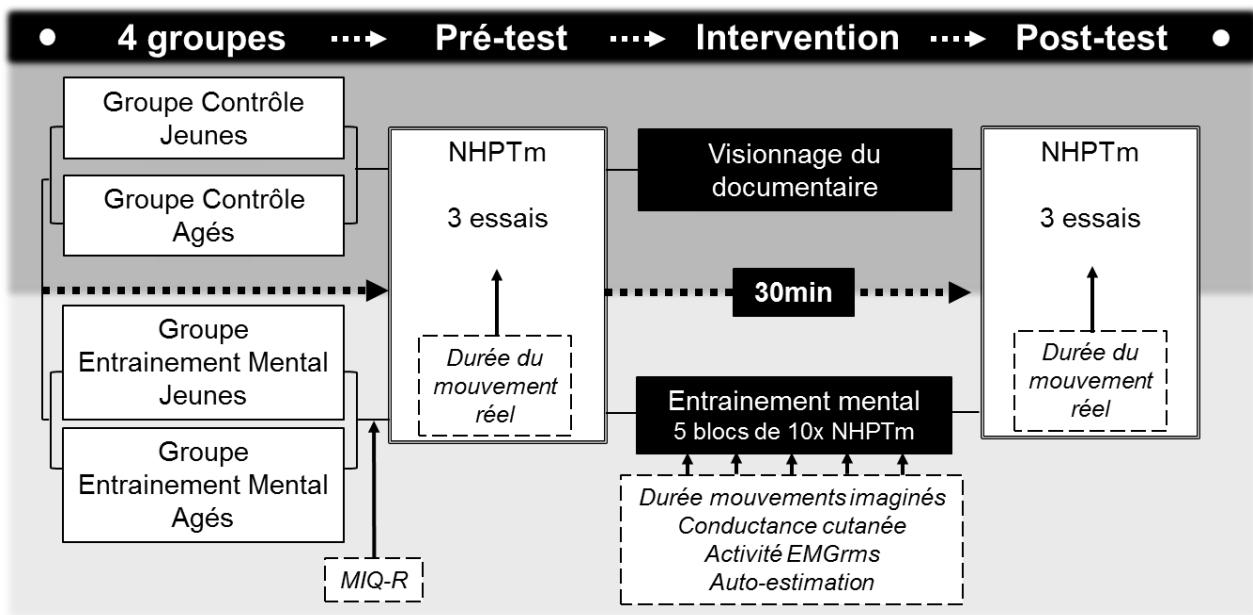 4 groupes Pré-test Intervention Post-test
Groupe Contrôle
Jeunes
Groupe Contrôle
Agés
Groupe
Entrainement Mental
Jeunes
Groupe
Entrainement Mental
Agés
MIQ-R
NHPTm
3 essais
Durée du
mouvement
réel
Visionnage du
documentaire
30min
Entrainement mental
5 blocs de 10x NHPTm
Durée mouvements imaginés
Conductance cutanée
Activité EMGrms
Auto-estimation
NHPTm
3 essais
Durée du
mouvement
réel